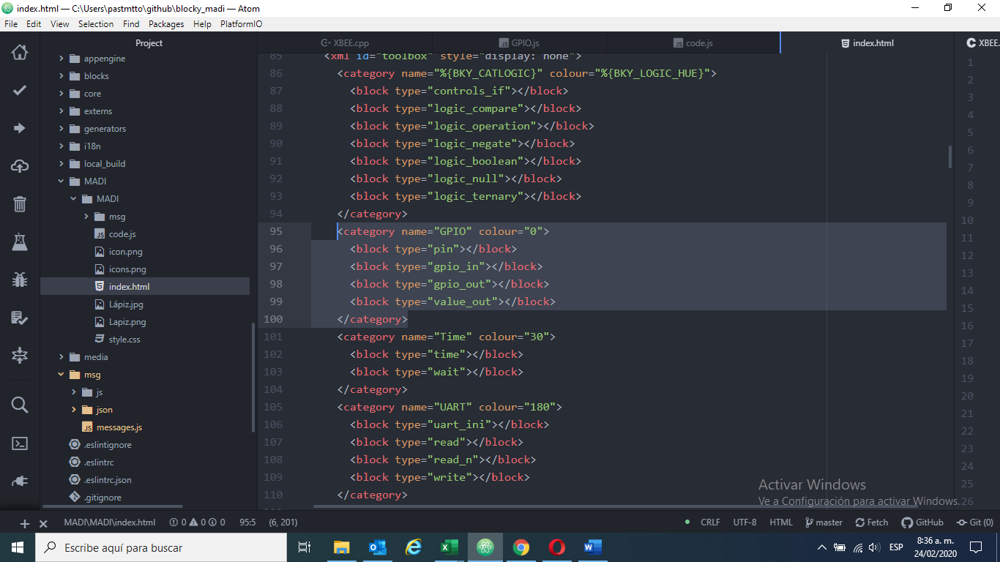 index.html — C:\Users\pastmtto\github\blocky_madi — Atom
File Edit View Selection Find Packages Help PlatformIO
Project
appengine
blocks
core
externs
generators
i18n
local_build
MADI
MADI
msg
code.js
icon.png
icons.png
index.html
Lápiz.jpg
Lapiz.png
style.css
media
msg
js
json
messages.js
.eslintignore
.eslintrc
.eslintrc.json
.gitignore
XBEE.cpp GPIO.js code.js index.html XBEE.
85 <xml id="toolbox" style="display: none">
86 <category name="%{BKY_CATLOGIC}" colour="%{BKY_LOGIC_HUE}">
87 <block type="controls_if"></block>
88 <block type="logic_compare"></block>
89 <block type="logic_operation"></block>
90 <block type="logic_negate"></block>
91 <block type="logic_boolean"></block>
92 <block type="logic_null"></block>
93 <block type="logic_ternary"></block>
94 </category>
95 <category name="GPIO" colour="0">
96 <block type="pin"></block>
97 <block type="gpio_in"></block>
98 <block type="gpio_out"></block>
99 <block type="value_out"></block>
100 </category>
101 <category name="Time" colour="30">
102 <block type="time"></block>
103 <block type="wait"></block>
104 </category>
105 <category name="UART" colour="180">
106 <block type="uart_ini"></block>
107 <block type="read"></block>
108 <block type="read_n"></block>
109 <block type="write"></block>
110 </category>
1
2
3
4
5
6
7
8
9
10
11
12
13
14
15
16
17
18
19
20
21
22
23
24
25
26
Activar Windows
Ve a Configuración para activar Windows.
MADI\MADI\index.html 0 0 0 95:5 (6, 201) CRLF UTF-8 HTML master Fetch GitHub Git (0)
Escribe aquí para buscar
ESP
8:36 a. m.
24/02/2020